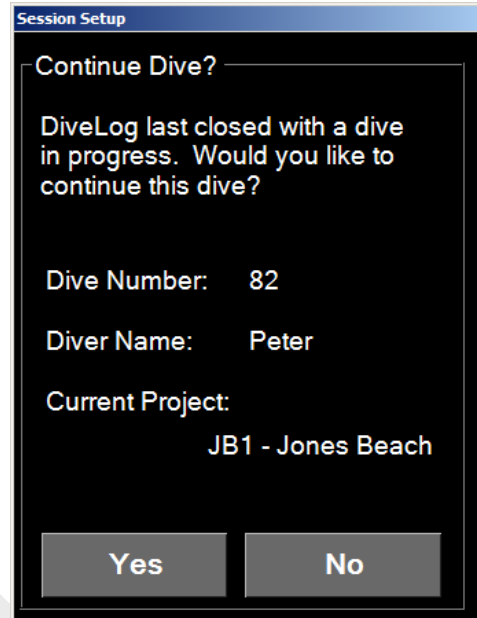 Session Setup
Continue Dive?
DiveLog last closed with a dive
in progress.  Would you like to
continue this dive?
Dive Number: 82
Diver Name: Peter
Current Project:
JB1 - Jones Beach
Yes No